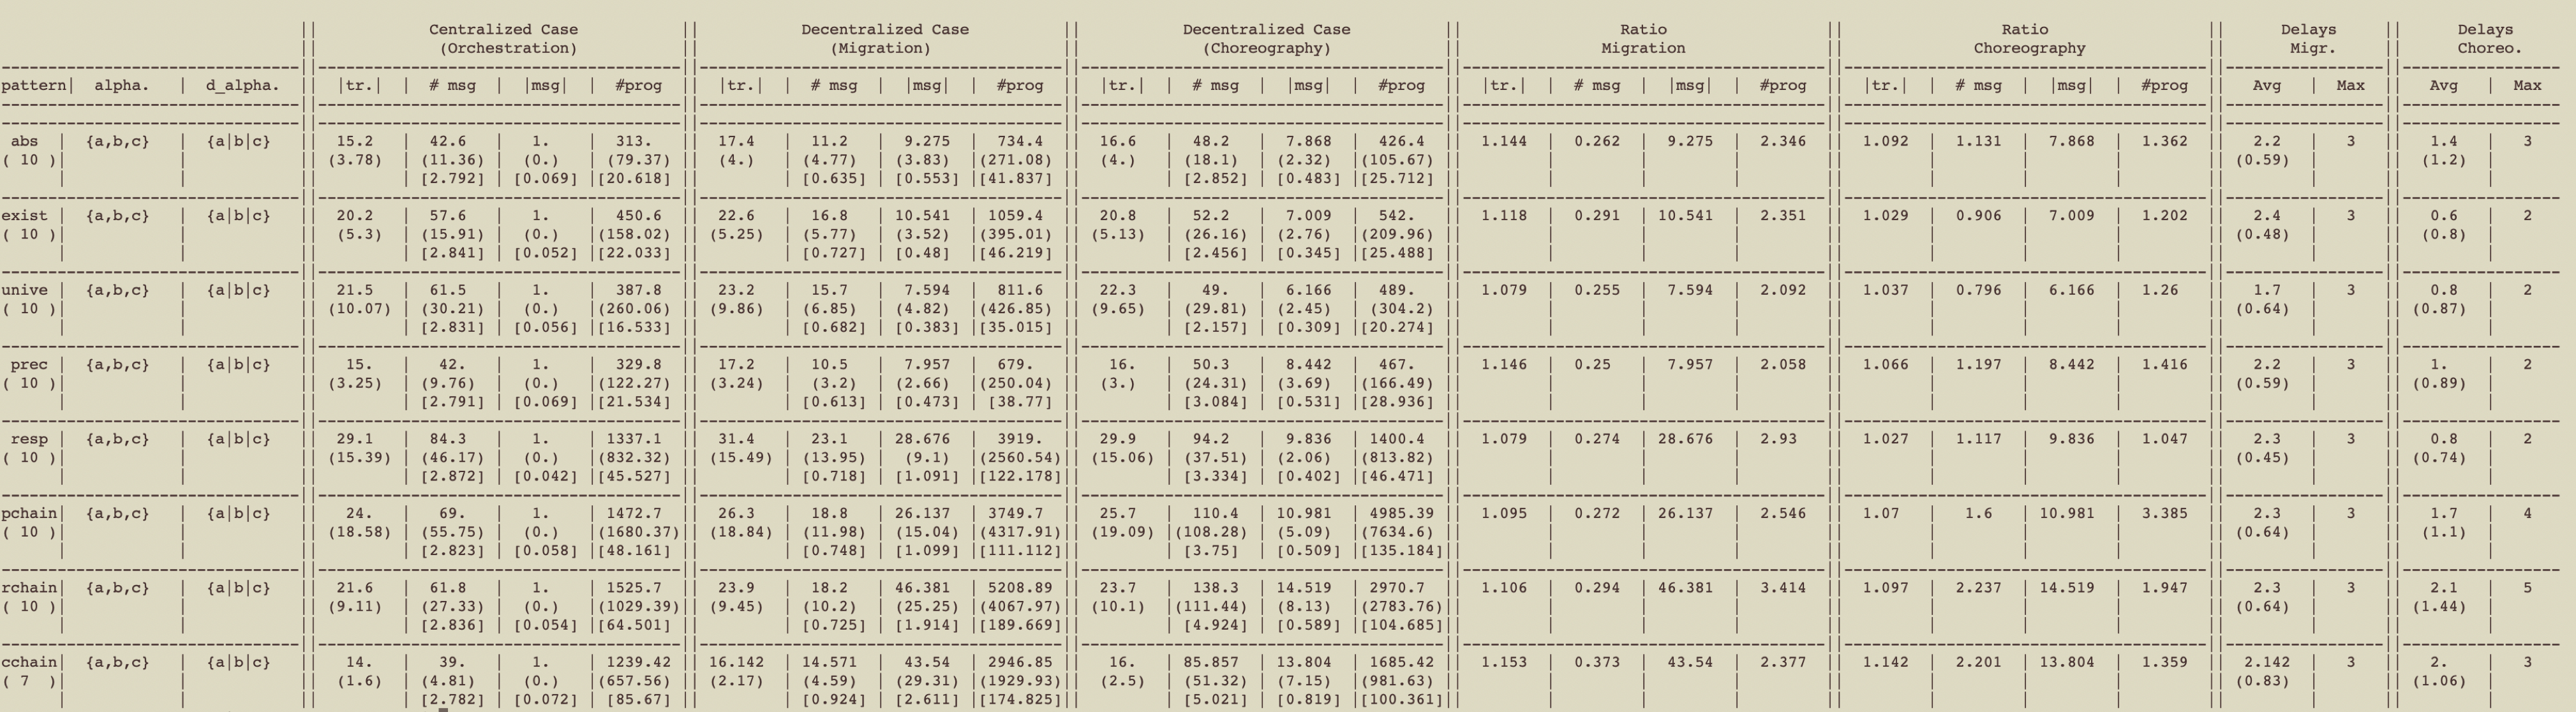 || Centralized Case || Decentralized Case || Decentralized Case || Ratio || Ratio || Delays || Delays
|| (Orchestration) || (Migration) || (Choreography) || Migration || Choreography || Migr. || Choreo.
pattern| alpha. | d_alpha. || |tr.| | # msg | |msg| | #prog || |tr.| | # msg | |msg| | #prog || |tr.| | # msg | |msg| | #prog || |tr.| | # msg | |msg| | #prog || |tr.| | # msg | |msg| | #prog || Avg | Max || Avg | Max
abs | {a,b,c} | {a|b|c} || 15.2 | 42.6 | 1. | 313. || 17.4 | 11.2 | 9.275 | 734.4 || 16.6 | 48.2 | 7.868 | 426.4 || 1.144 | 0.262 | 9.275 | 2.346 || 1.092 | 1.131 | 7.868 | 1.362 || 2.2 | 3 || 1.4 | 3
( 10 )| | || (3.78) | (11.36) | (0.) | (79.37) || (4.) | (4.77) | (3.83) |(271.08) || (4.) | (18.1) | (2.32) |(105.67) || | | | || | | | || (0.59) | || (1.2) |
| | || | [2.792] | [0.069] |[20.618] || | [0.635] | [0.553] |[41.837] || | [2.852] | [0.483] |[25.712] || | | | || | | | || | || |
exist | {a,b,c} | {a|b|c} || 20.2 | 57.6 | 1. | 450.6 || 22.6 | 16.8 | 10.541 | 1059.4 || 20.8 | 52.2 | 7.009 | 542. || 1.118 | 0.291 | 10.541 | 2.351 || 1.029 | 0.906 | 7.009 | 1.202 || 2.4 | 3 || 0.6 | 2
( 10 )| | || (5.3) | (15.91) | (0.) |(158.02) || (5.25) | (5.77) | (3.52) |(395.01) || (5.13) | (26.16) | (2.76) |(209.96) || | | | || | | | || (0.48) | || (0.8) |
| | || | [2.841] | [0.052] |[22.033] || | [0.727] | [0.48] |[46.219] || | [2.456] | [0.345] |[25.488] || | | | || | | | || | || |
unive | {a,b,c} | {a|b|c} || 21.5 | 61.5 | 1. | 387.8 || 23.2 | 15.7 | 7.594 | 811.6 || 22.3 | 49. | 6.166 | 489. || 1.079 | 0.255 | 7.594 | 2.092 || 1.037 | 0.796 | 6.166 | 1.26 || 1.7 | 3 || 0.8 | 2
( 10 )| | || (10.07) | (30.21) | (0.) |(260.06) || (9.86) | (6.85) | (4.82) |(426.85) || (9.65) | (29.81) | (2.45) | (304.2) || | | | || | | | || (0.64) | || (0.87) |
| | || | [2.831] | [0.056] |[16.533] || | [0.682] | [0.383] |[35.015] || | [2.157] | [0.309] |[20.274] || | | | || | | | || | || |
prec | {a,b,c} | {a|b|c} || 15. | 42. | 1. | 329.8 || 17.2 | 10.5 | 7.957 | 679. || 16. | 50.3 | 8.442 | 467. || 1.146 | 0.25 | 7.957 | 2.058 || 1.066 | 1.197 | 8.442 | 1.416 || 2.2 | 3 || 1. | 2
( 10 )| | || (3.25) | (9.76) | (0.) |(122.27) || (3.24) | (3.2) | (2.66) |(250.04) || (3.) | (24.31) | (3.69) |(166.49) || | | | || | | | || (0.59) | || (0.89) |
| | || | [2.791] | [0.069] |[21.534] || | [0.613] | [0.473] | [38.77] || | [3.084] | [0.531] |[28.936] || | | | || | | | || | || |
resp | {a,b,c} | {a|b|c} || 29.1 | 84.3 | 1. | 1337.1 || 31.4 | 23.1 | 28.676 | 3919. || 29.9 | 94.2 | 9.836 | 1400.4 || 1.079 | 0.274 | 28.676 | 2.93 || 1.027 | 1.117 | 9.836 | 1.047 || 2.3 | 3 || 0.8 | 2
( 10 )| | || (15.39) | (46.17) | (0.) |(832.32) || (15.49) | (13.95) | (9.1) |(2560.54)|| (15.06) | (37.51) | (2.06) |(813.82) || | | | || | | | || (0.45) | || (0.74) |
| | || | [2.872] | [0.042] |[45.527] || | [0.718] | [1.091] |[122.178]|| | [3.334] | [0.402] |[46.471] || | | | || | | | || | || |
pchain| {a,b,c} | {a|b|c} || 24. | 69. | 1. | 1472.7 || 26.3 | 18.8 | 26.137 | 3749.7 || 25.7 | 110.4 | 10.981 | 4985.39 || 1.095 | 0.272 | 26.137 | 2.546 || 1.07 | 1.6 | 10.981 | 3.385 || 2.3 | 3 || 1.7 | 4
( 10 )| | || (18.58) | (55.75) | (0.) |(1680.37)|| (18.84) | (11.98) | (15.04) |(4317.91)|| (19.09) |(108.28) | (5.09) |(7634.6) || | | | || | | | || (0.64) | || (1.1) |
| | || | [2.823] | [0.058] |[48.161] || | [0.748] | [1.099] |[111.112]|| | [3.75] | [0.509] |[135.184]|| | | | || | | | || | || |
rchain| {a,b,c} | {a|b|c} || 21.6 | 61.8 | 1. | 1525.7 || 23.9 | 18.2 | 46.381 | 5208.89 || 23.7 | 138.3 | 14.519 | 2970.7 || 1.106 | 0.294 | 46.381 | 3.414 || 1.097 | 2.237 | 14.519 | 1.947 || 2.3 | 3 || 2.1 | 5
( 10 )| | || (9.11) | (27.33) | (0.) |(1029.39)|| (9.45) | (10.2) | (25.25) |(4067.97)|| (10.1) |(111.44) | (8.13) |(2783.76)|| | | | || | | | || (0.64) | || (1.44) |
| | || | [2.836] | [0.054] |[64.501] || | [0.725] | [1.914] |[189.669]|| | [4.924] | [0.589] |[104.685]|| | | | || | | | || | || |
cchain| {a,b,c} | {a|b|c} || 14. | 39. | 1. | 1239.42 || 16.142 | 14.571 | 43.54 | 2946.85 || 16. | 85.857 | 13.804 | 1685.42 || 1.153 | 0.373 | 43.54 | 2.377 || 1.142 | 2.201 | 13.804 | 1.359 || 2.142 | 3 || 2. | 3
( 7 )| | || (1.6) | (4.81) | (0.) |(657.56) || (2.17) | (4.59) | (29.31) |(1929.93)|| (2.5) | (51.32) | (7.15) |(981.63) || | | | || | | | || (0.83) | || (1.06) |
| | || | [2.782] | [0.072] | [85.67] || | [0.924] | [2.611] |[174.825]|| | [5.021] | [0.819] |[100.361]|| | | | || | | | || | || |